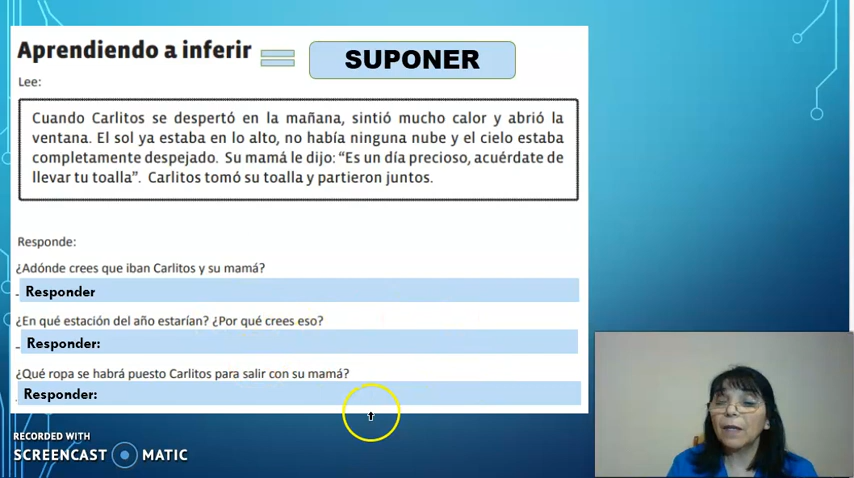 Aprendiendo a inferir
SUPONER
Lee:
Cuando Carlitos se despertó en la mañana, sintió mucho calor y abrió la
ventana. El sol ya estaba en lo alto, no había ninguna nube y el cielo estaba
completamente despejado. Su mamá le dijo: “Es un día precioso, acuérdate de
llevar tu toalla”. Carlitos tomó su toalla y partieron juntos.
Responde:
¿Adónde crees que iban Carlitos y su mamá?
Responder
¿En qué estación del año estarían? ¿Por qué crees eso?
Responder:
¿Qué ropa se habrá puesto Carlitos para salir con su mamá?
Responder:
RECORDED WITH
SCREENCAST MATIC